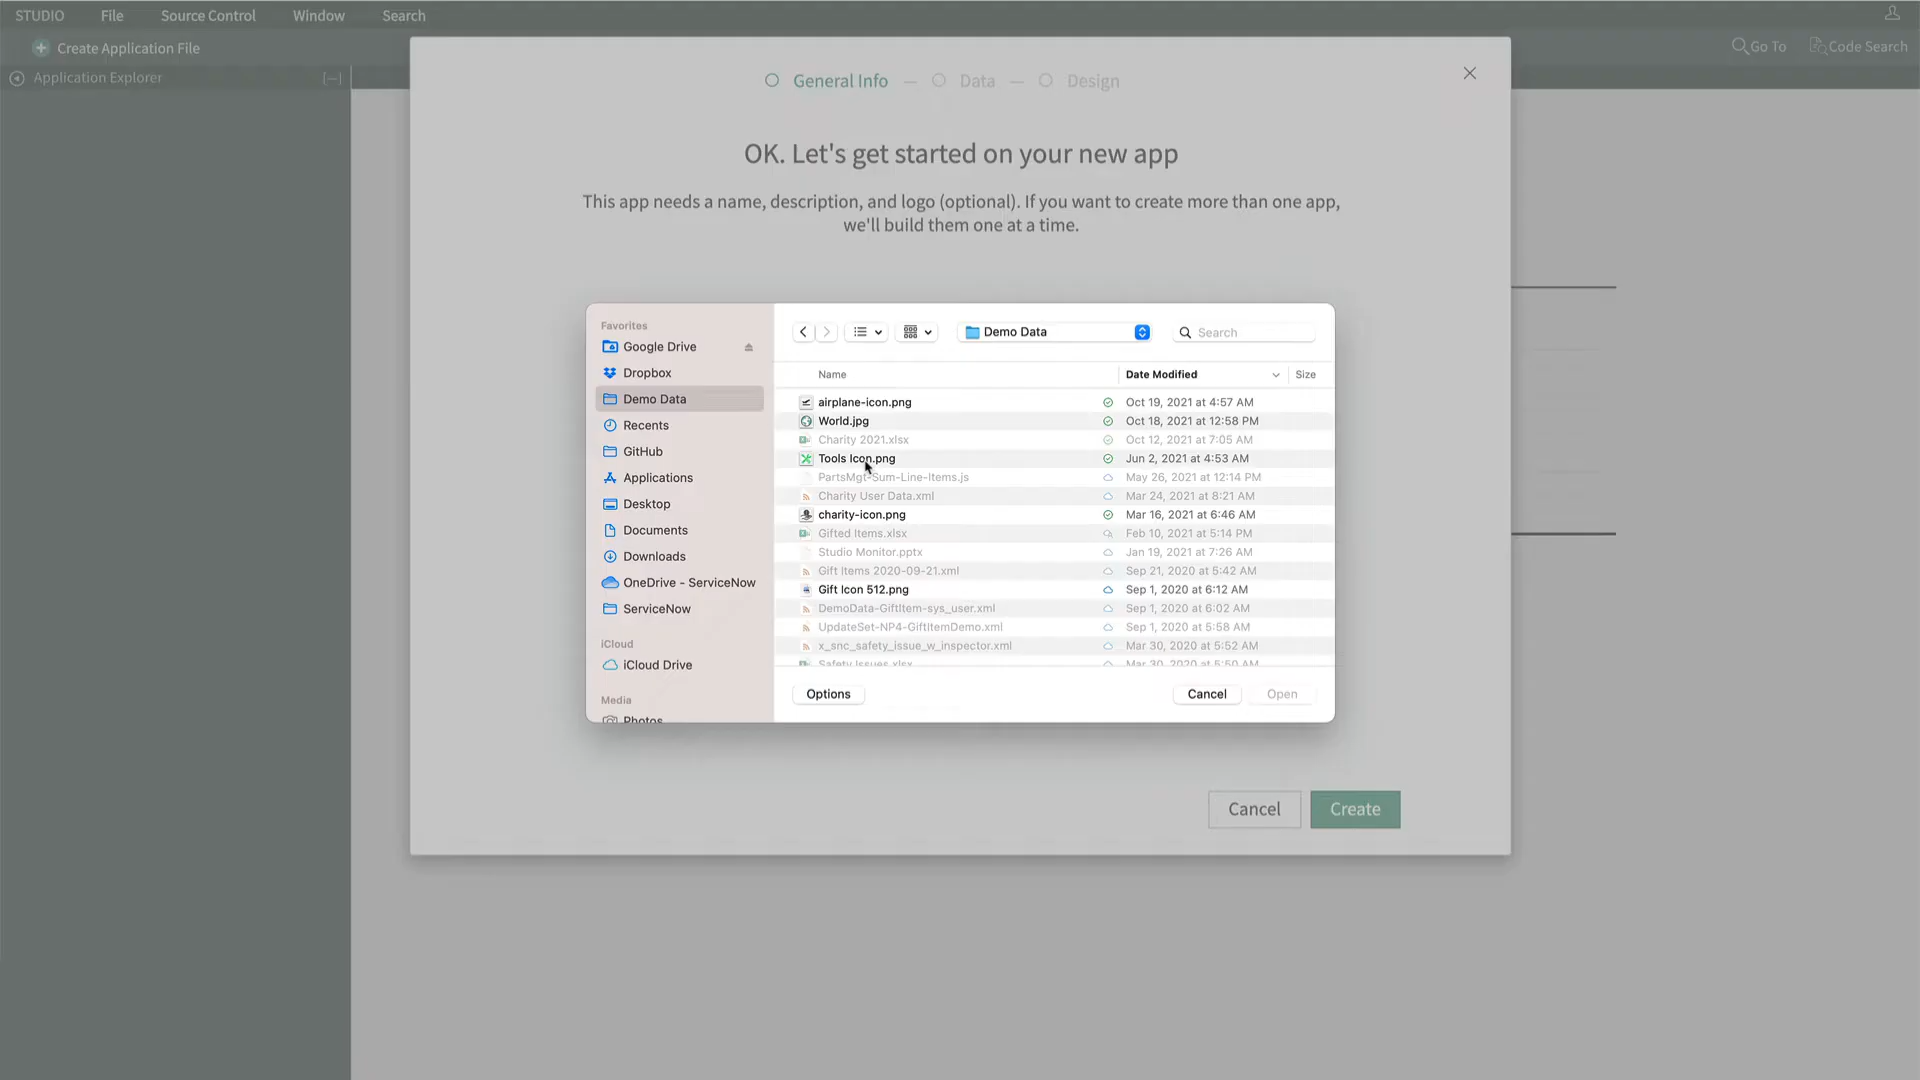 STUDIO File Source Control Window Search
Create Application File
Go To Code Search
Application Explorer [—]
General Info — Data — Design
OK. Let's get started on your new app
This app needs a name, description, and logo (optional). If you want to create more than one app,
we'll build them one at a time.
Favorites
Google Drive
Dropbox
Demo Data
Recents
GitHub
Applications
Desktop
Documents
Downloads
OneDrive - ServiceNow
ServiceNow
iCloud
iCloud Drive
Media
Photos
Demo Data
Search
Name Date Modified Size
airplane-icon.png Oct 19, 2021 at 4:57 AM
World.jpg Oct 18, 2021 at 12:58 PM
Charity 2021.xlsx Oct 12, 2021 at 7:05 AM
Tools Icon.png Jun 2, 2021 at 4:53 AM
PartsMgt-Sum-Line-Items.js May 26, 2021 at 12:14 PM
Charity User Data.xml Mar 24, 2021 at 8:21 AM
charity-icon.png Mar 16, 2021 at 6:46 AM
Gifted Items.xlsx Feb 10, 2021 at 5:14 PM
Studio Monitor.pptx Jan 19, 2021 at 7:26 AM
Gift Items 2020-09-21.xml Sep 21, 2020 at 5:42 AM
Gift Icon 512.png Sep 1, 2020 at 6:12 AM
DemoData-GiftItem-sys_user.xml Sep 1, 2020 at 6:02 AM
UpdateSet-NP4-GiftItemDemo.xml Sep 1, 2020 at 5:58 AM
x_snc_safety_issue_w_inspector.xml Mar 30, 2020 at 5:52 AM
Safety Issues.xlsx Mar 30, 2020 at 5:50 AM
Options Cancel Open
Cancel Create